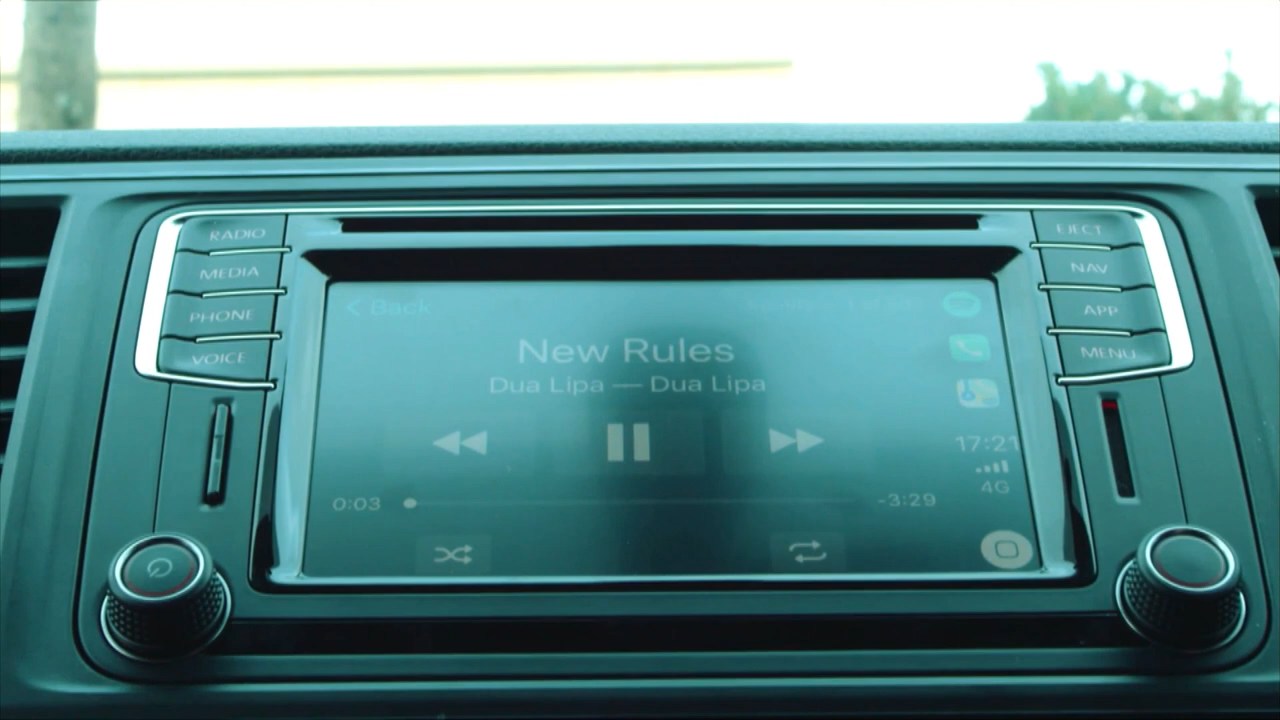 RADIO
MEDIA
PHONE
VOICE
EJECT
NAV
APP
MENU
Back
New Rules
Dua Lipa — Dua Lipa
17:21
4G
0:03
-3:29